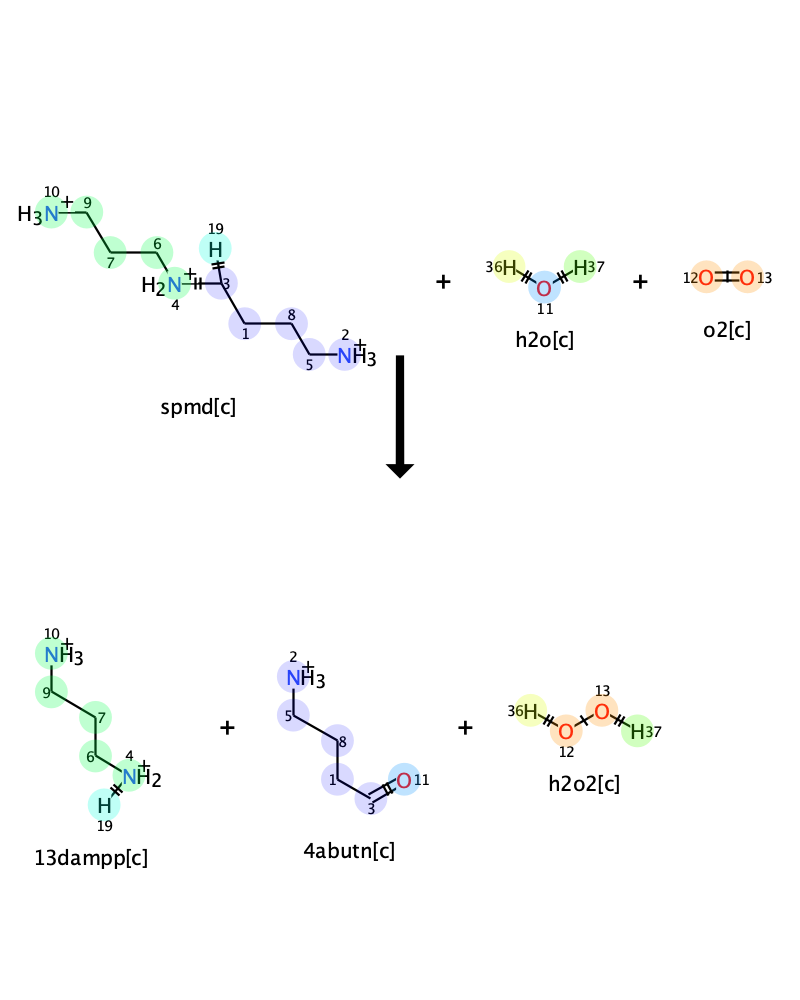 10
H3N+
9
7
6
H2N+
4
19
H
3
1
8
5
2
NH3+
spmd[c]
+
36H
H37
O
11
h2o[c]
+
12O
O13
o2[c]
10
NH3+
9
7
6
4
NH2+
H
19
13dampp[c]
+
2
NH3+
5
8
1
3
O11
4abutn[c]
+
36H
O
12
13
O
H37
h2o2[c]